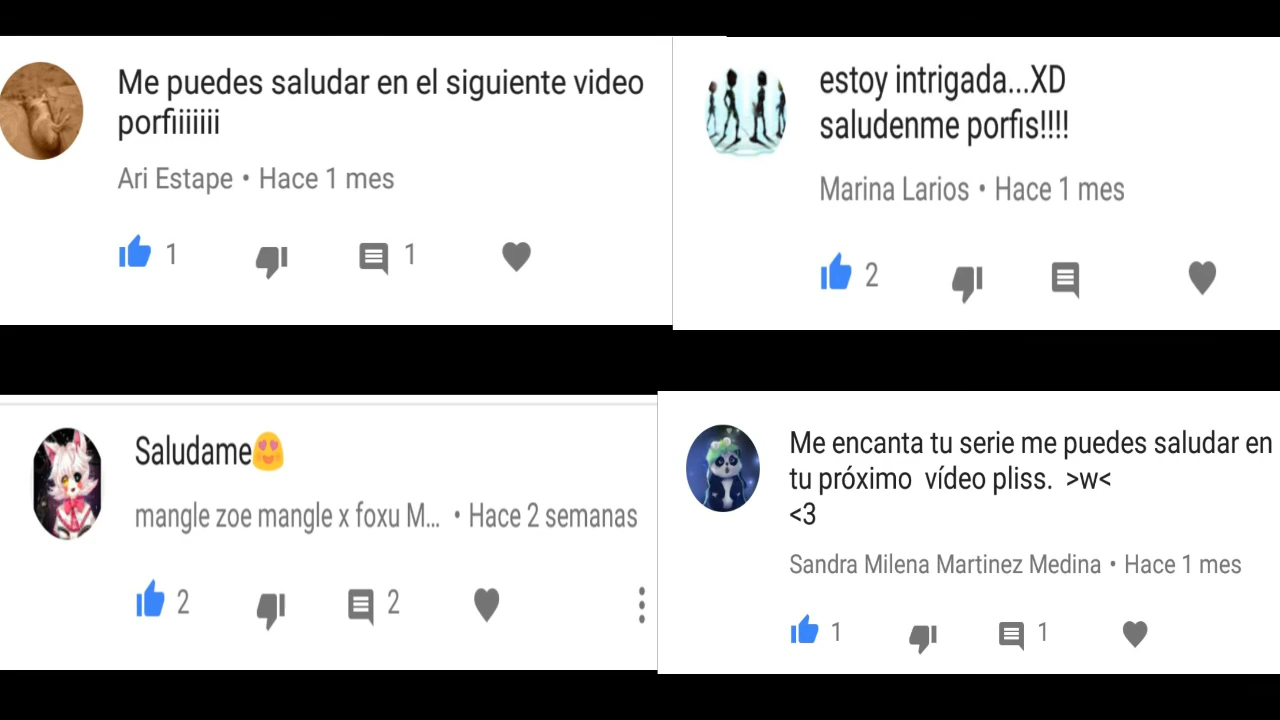 Me puedes saludar en el siguiente video
porfiiiiiii
Ari Estape • Hace 1 mes
1
1
estoy intrigada...XD
saludenme porfis!!!!
Marina Larios • Hace 1 mes
2
Saludame😍
mangle zoe mangle x foxu M... • Hace 2 semanas
2
2
Me encanta tu serie me puedes saludar en
tu próximo vídeo pliss. >w<
<3
Sandra Milena Martinez Medina • Hace 1 mes
1
1